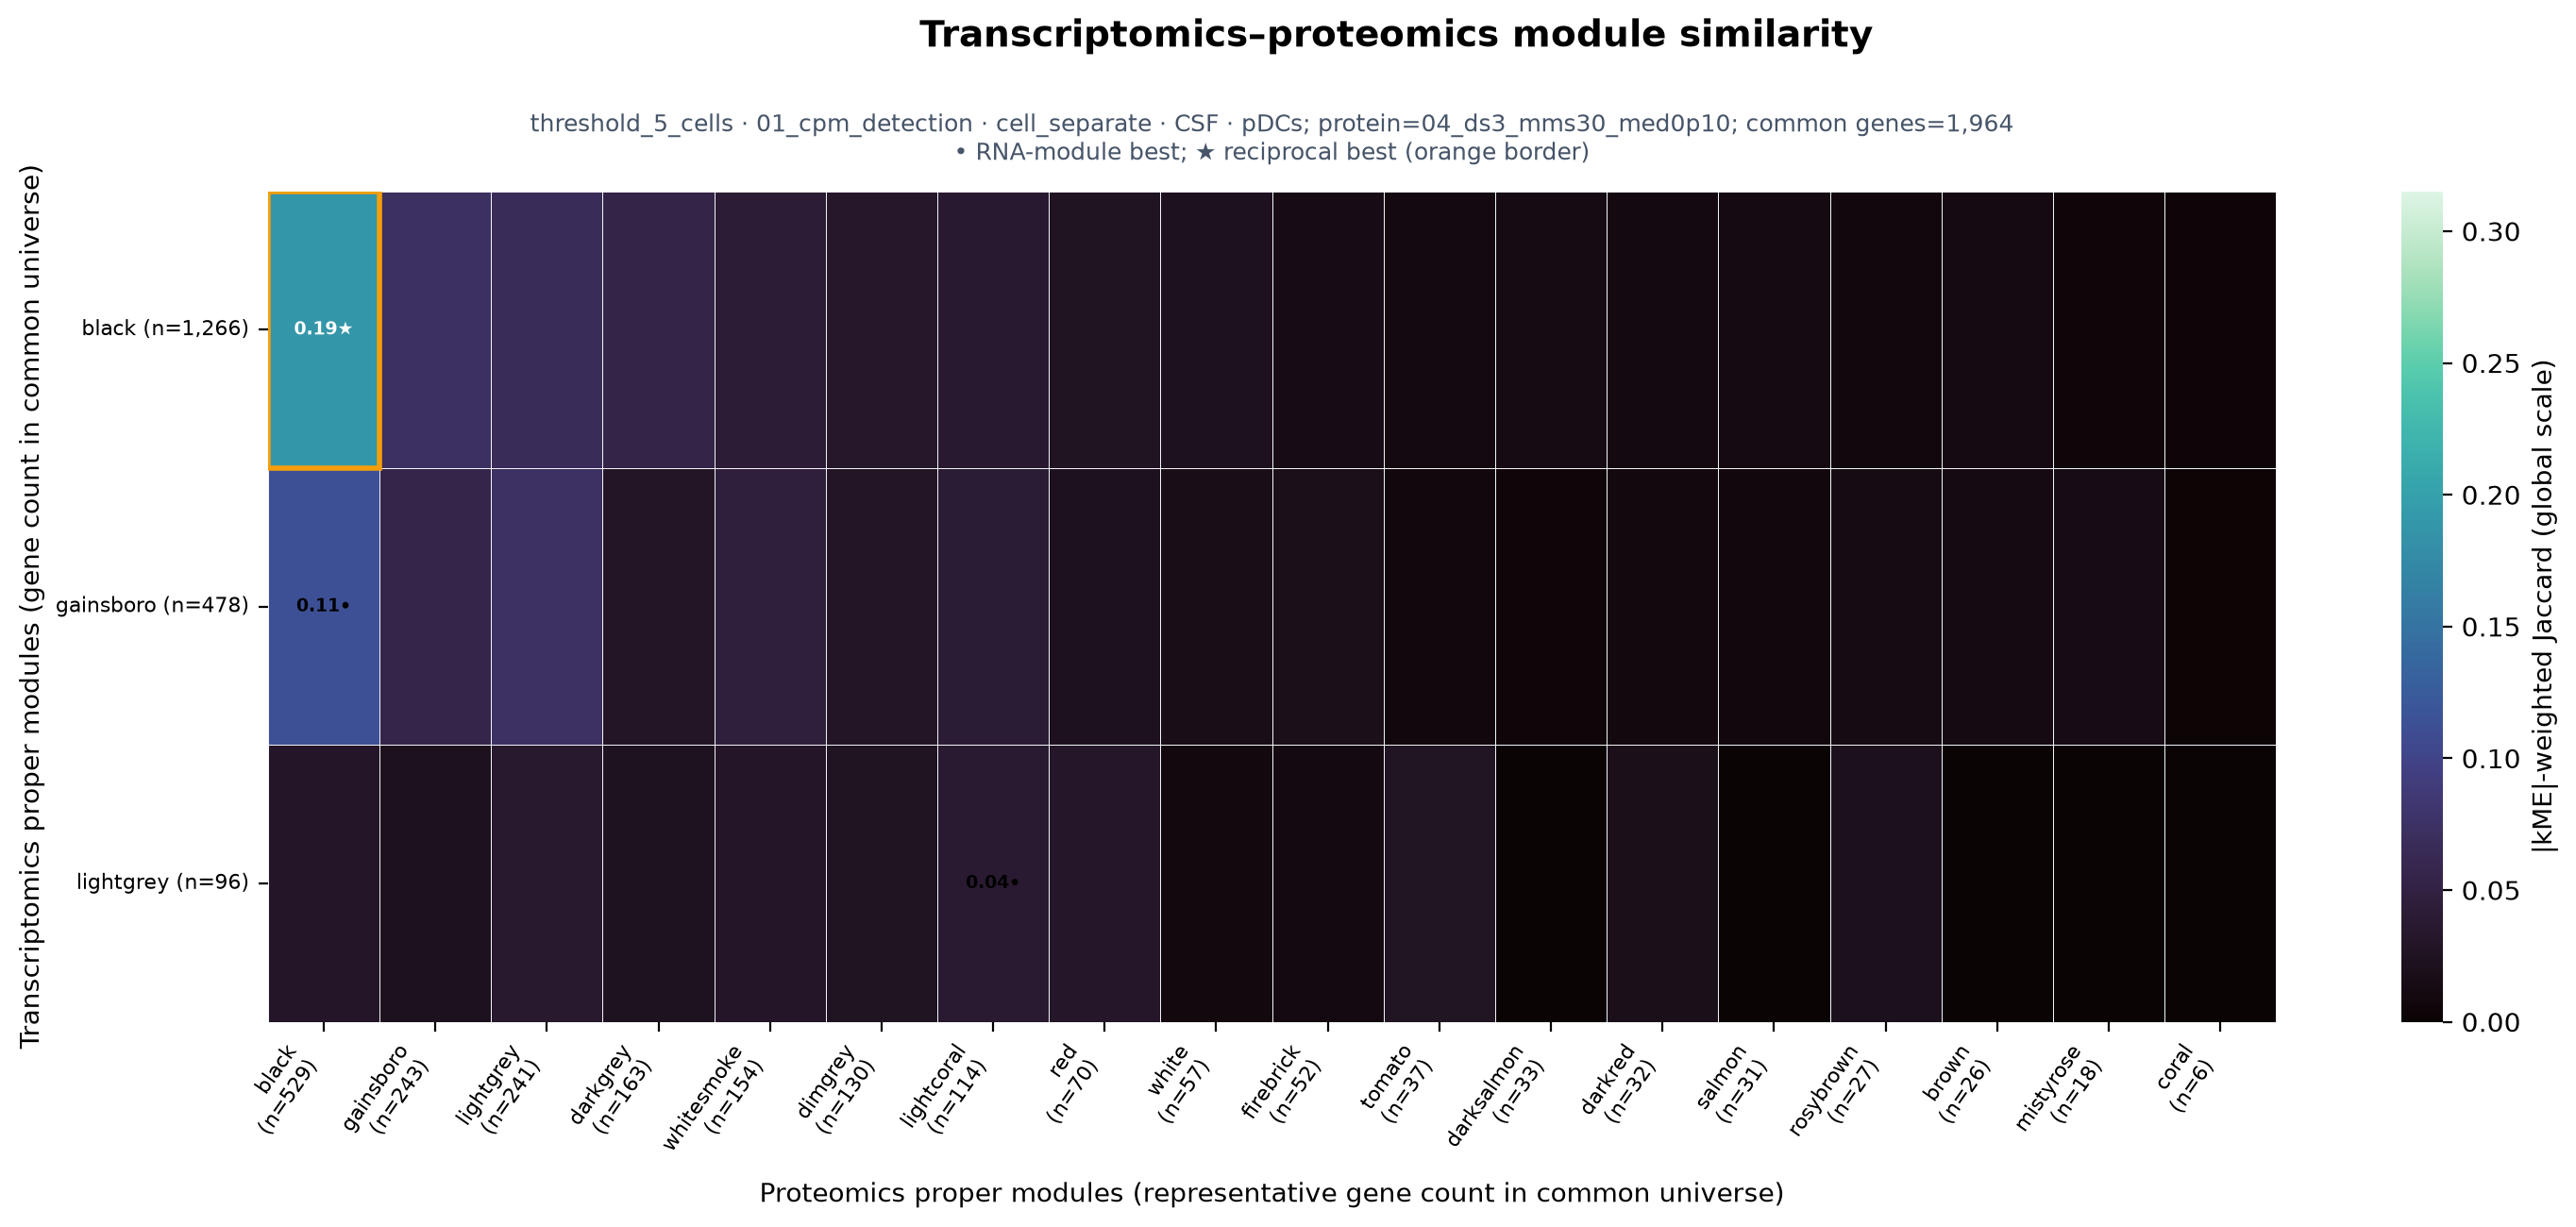 Transcriptomics–proteomics module similarity
threshold_5_cells · 01_cpm_detection · cell_separate · CSF · pDCs; protein=04_ds3_mms30_med0p10; common genes=1,964
• RNA-module best; ★ reciprocal best (orange border)
Transcriptomics proper modules (gene count in common universe)
black (n=1,266)
gainsboro (n=478)
lightgrey (n=96)
0.19★
0.11•
0.04•
black
(n=529)
gainsboro
(n=243)
lightgrey
(n=241)
darkgrey
(n=163)
whitesmoke
(n=154)
dimgrey
(n=130)
lightcoral
(n=114)
red
(n=70)
white
(n=57)
firebrick
(n=52)
tomato
(n=37)
darksalmon
(n=33)
darkred
(n=32)
salmon
(n=31)
rosybrown
(n=27)
brown
(n=26)
mistyrose
(n=18)
coral
(n=6)
Proteomics proper modules (representative gene count in common universe)
0.30
0.25
0.20
0.15
0.10
0.05
0.00
|kME|-weighted Jaccard (global scale)